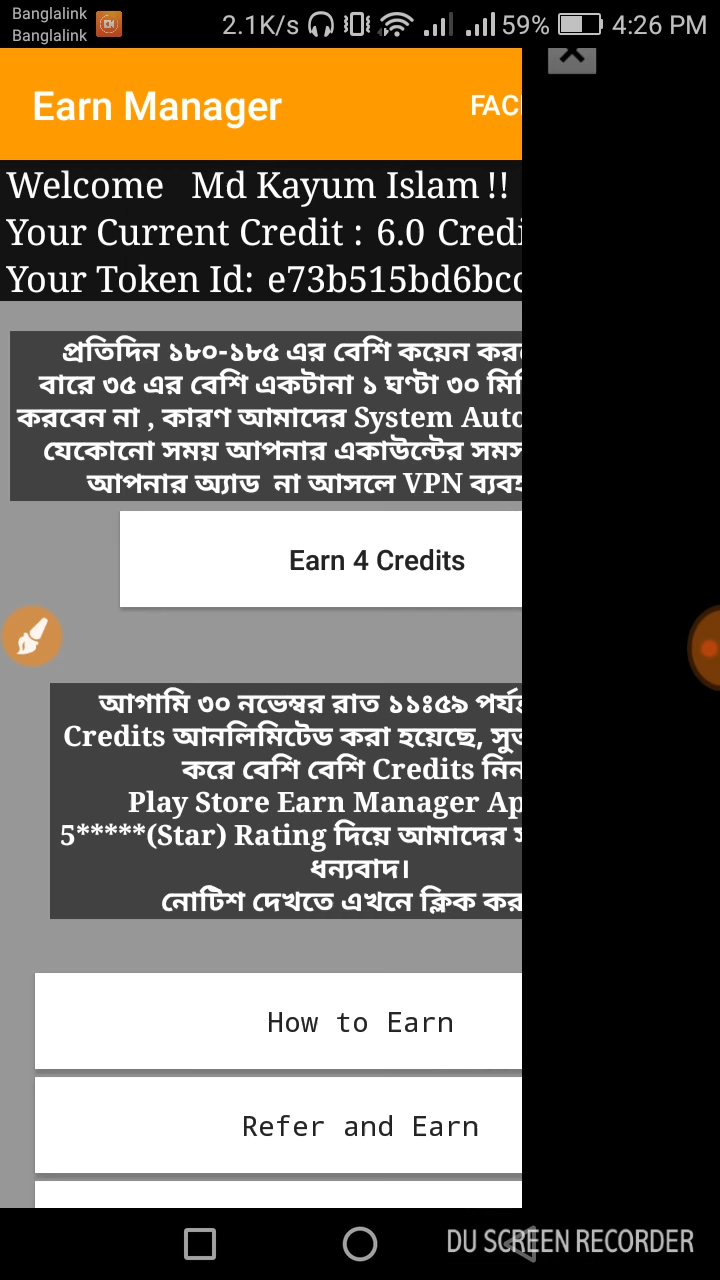 Banglalink
Banglalink
2.1K/s 59% 4:26 PM
Earn Manager
Welcome Md Kayum Islam !!
Your Current Credit : 6.0
Your Token Id: e73b515bd6bcc
প্রতিদিন ১৮০-১৮৫ এর বেশি কয়েন
বারে ৩৫ এর বেশি একটানা ১ ঘণ্টা ৩০
করবেন না , কারণ আমাদের System
যেকোনো সময় আপনার একাউন্টের
আপনার অ্যাড না আসলে VPN
Earn 4 Credits
আগামি ৩০ নভেম্বর রাত ১১ঃ৫৯
Credits আনলিমিটেড করা হয়েছে,
করে বেশি বেশি Credits
Play Store Earn Manager
5*****(Star) Rating দিয়ে আমাদের
ধন্যবাদ।
নোটিশ দেখতে এখনে ক্লিক
How to Earn
Refer and Earn
DU SCREEN RECORDER